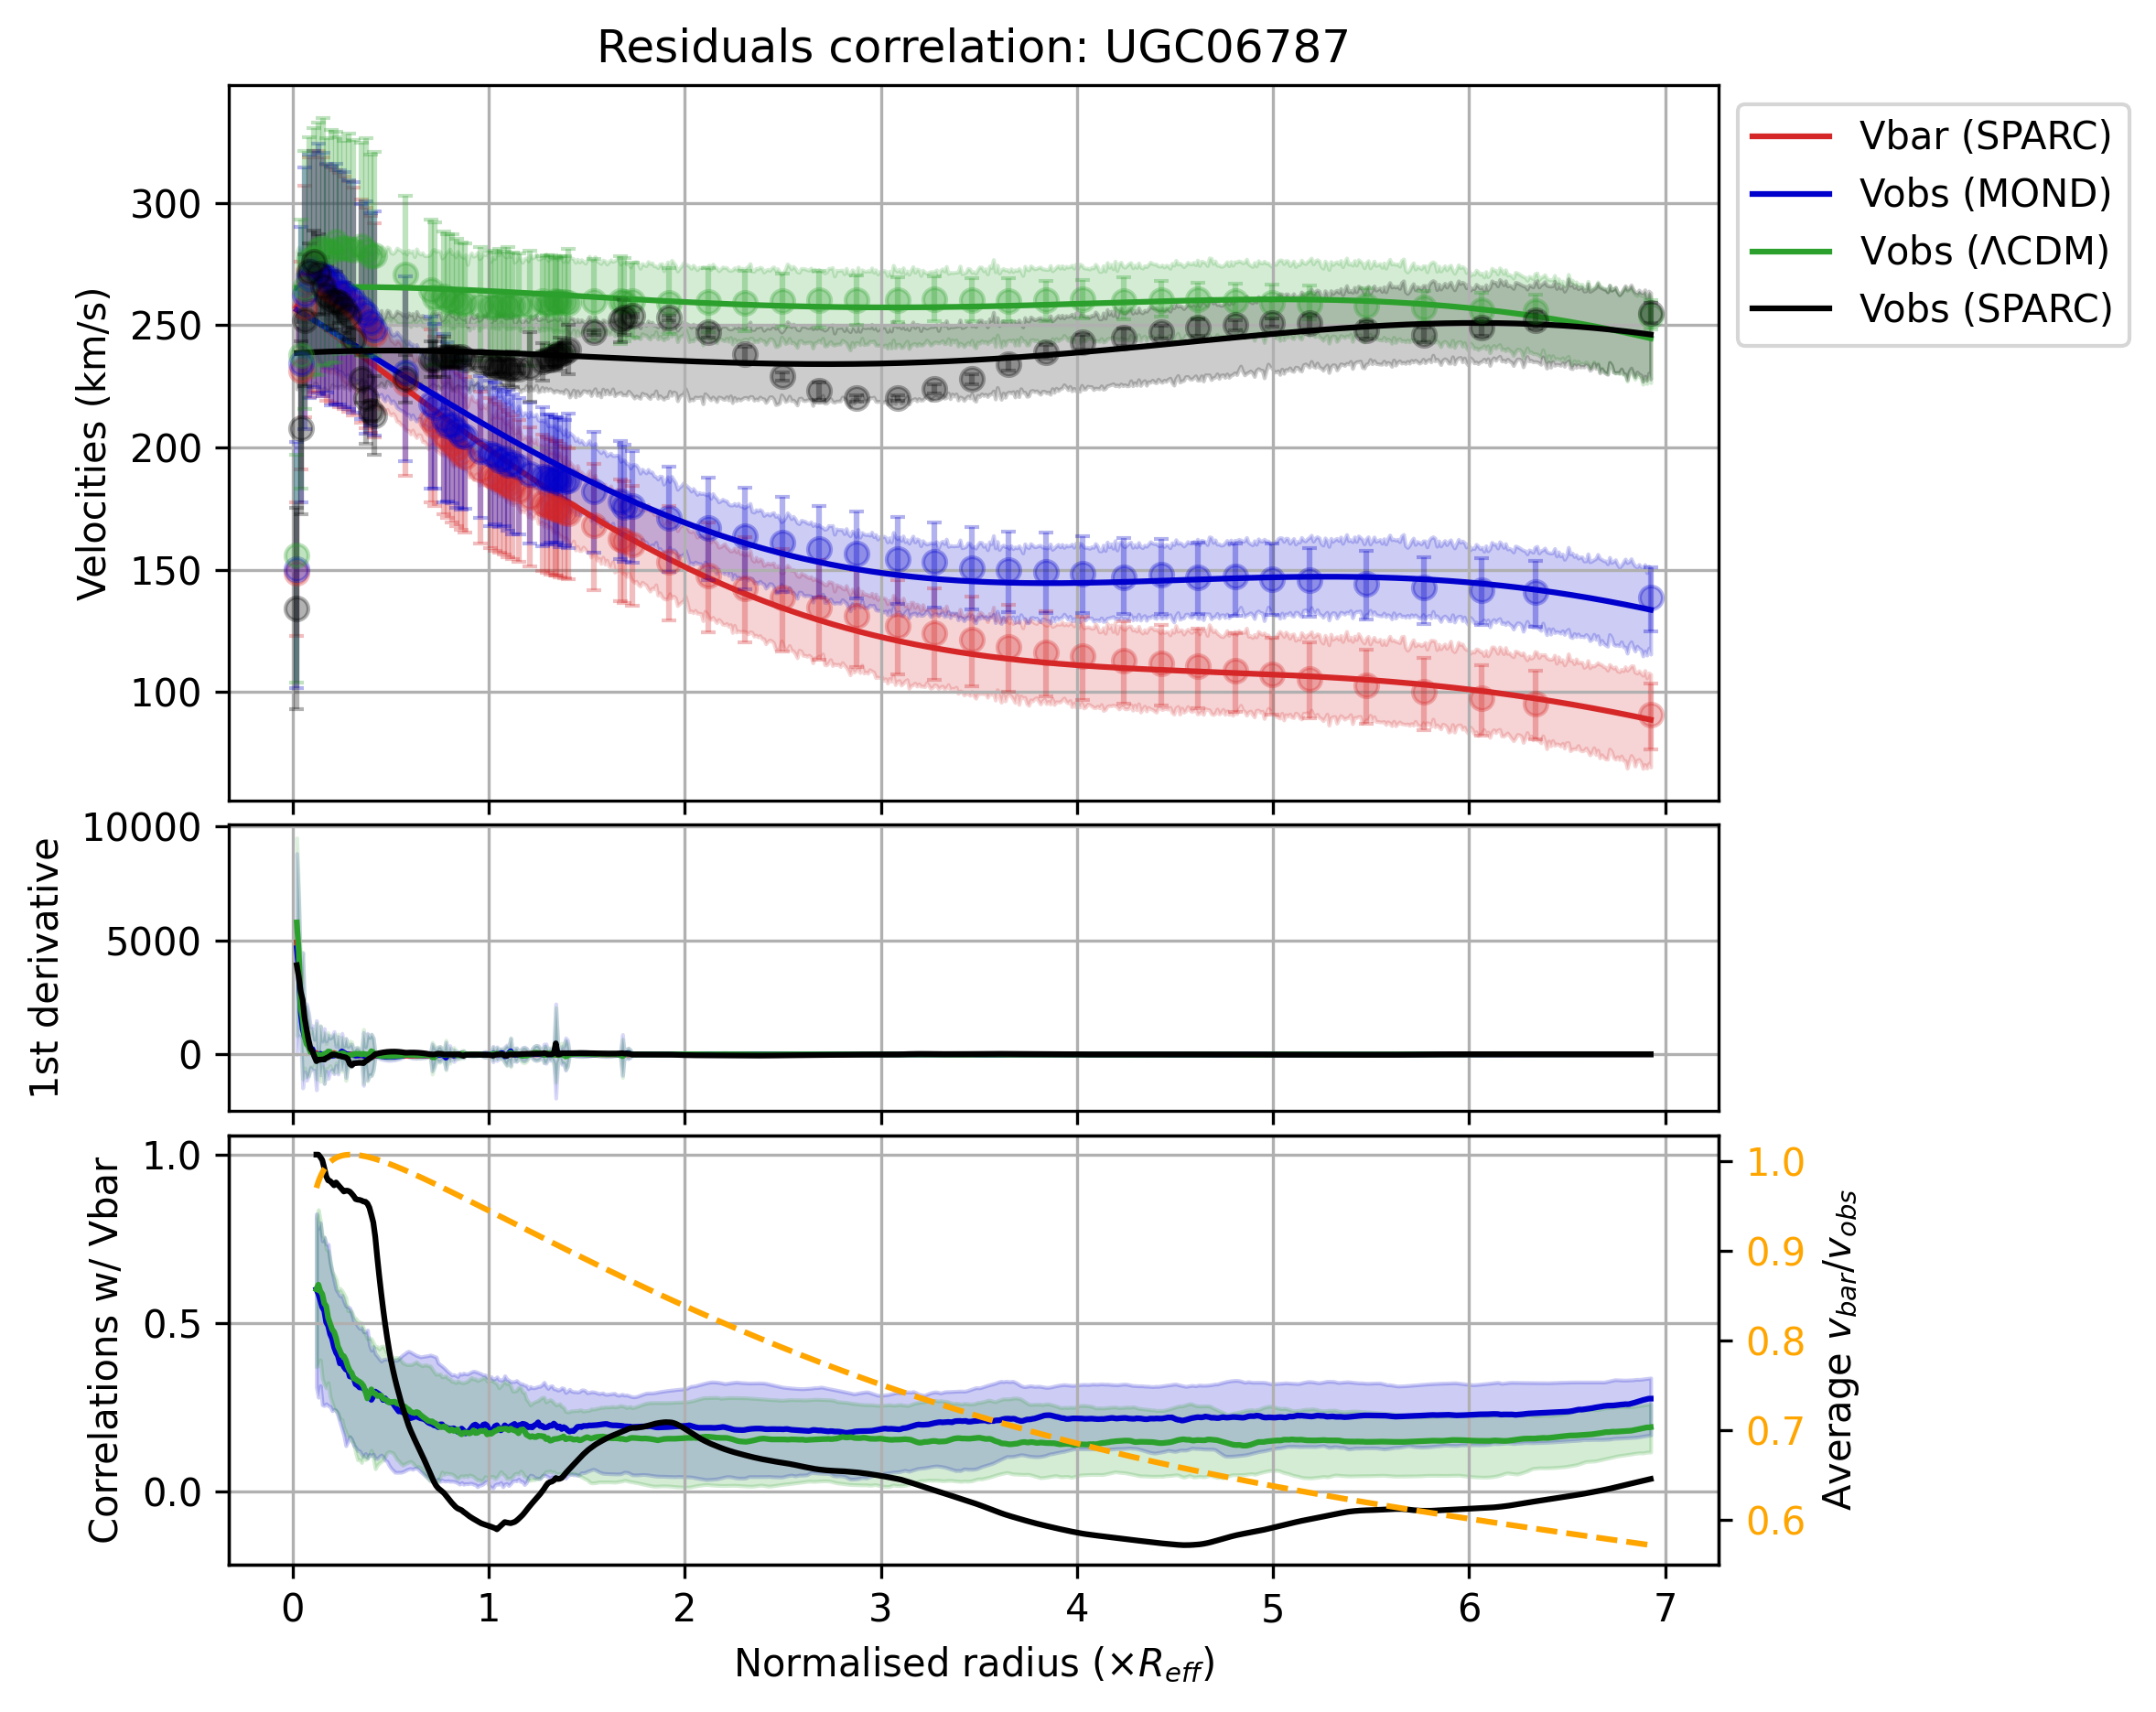 Residuals correlation: UGC06787
Velocities (km/s)
300
250
200
150
100
Vbar (SPARC)
Vobs (MOND)
Vobs (ΛCDM)
Vobs (SPARC)
1st derivative
10000
5000
0
Correlations w/ Vbar
1.0
0.5
0.0
1.0
0.9
0.8
0.7
0.6
Average v_bar/v_obs
0 1 2 3 4 5 6 7
Normalised radius (×R_eff)